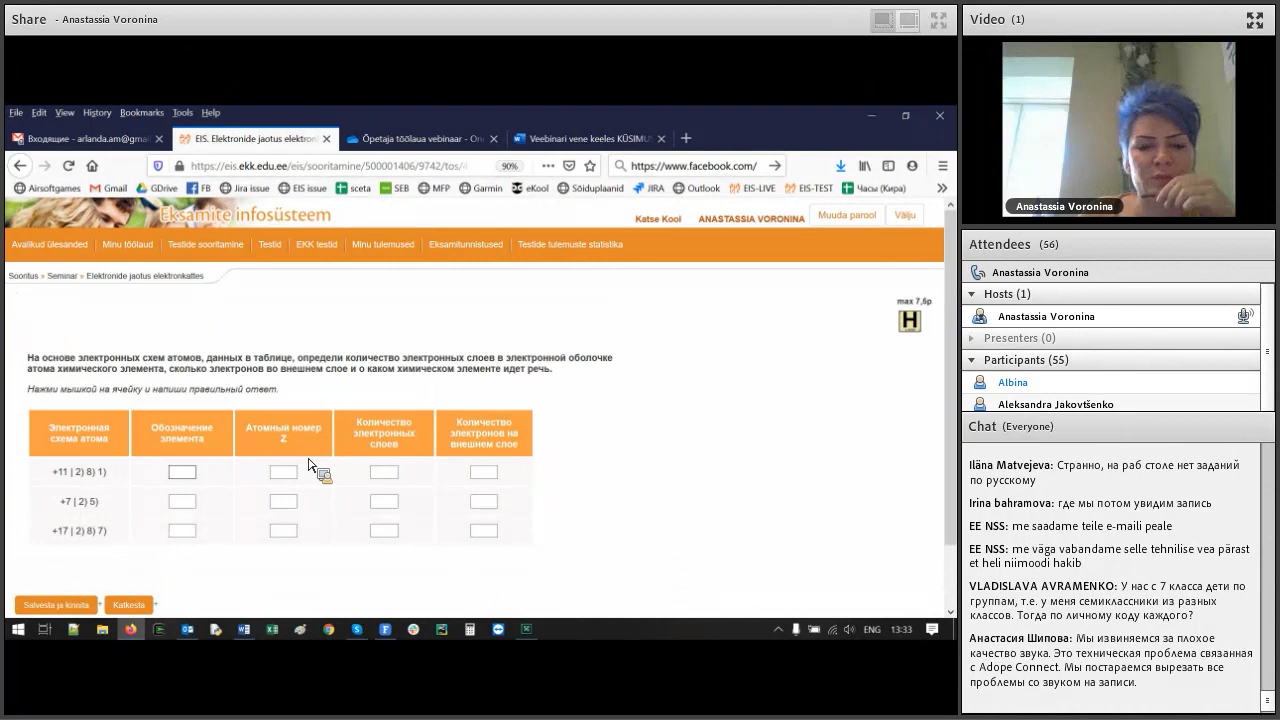 Share - Anastassia Voronina
File Edit View History Bookmarks Tools Help
Входящие - arlanda.am@gmai
EIS. Elektronide jaotus elektron
Õpetaja töölaua vebinaar - On
Veebinari vene keeles KÜSIMUS
https://eis.ekk.edu.ee/eis/sooritamine/500001406/9742/tos/
90%
https://www.facebook.com/
Airsoftgames Gmail GDrive FB Jira issue EIS issue sceta SEB MFP Garmin eKool Sõiduplaanid JIRA Outlook EIS-LIVE EIS-TEST Часы (Кира)
Eksamite infosüsteem
Katse Kool ANASTASSIA VORONINA Muuda parool Välju
Avalikud ülesanded Minu töölaud Testide sooritamine Testid EKK testid Minu tulemused Eksamitunnistused Testide tulemuste statistika
Sooritus » Seminar » Elektronide jaotus elektronkattes
max 7,5p
H
На основе электронных схем атомов, данных в таблице, определи количество электронных слоев в электронной оболочке
атома химического элемента, сколько электронов во внешнем слое и о каком химическом элементе идет речь.
Нажми мышкой на ячейку и напиши правильный ответ.
Электронная
схема атома
Обозначение
элемента
Атомный номер
Z
Количество
электронных
слоев
Количество
электронов на
внешнем слое
+11 | 2) 8) 1)
+7 | 2) 5)
+17 | 2) 8) 7)
Salvesta ja kinnita Katkesta
ENG 13:33
Video (1)
Anastassia Voronina
Attendees (56)
Anastassia Voronina
Hosts (1)
Anastassia Voronina
Presenters (0)
Participants (55)
Albina
Aleksandra Jakovtšenko
Chat (Everyone)
Iläna Matvejeva: Странно, на раб столе нет заданий
по русскому
Irina bahramova: где мы потом увидим запись
EE NSS: me saadame teile e-maili peale
EE NSS: me väga vabandame selle tehnilise vea pärast
et heli niimoodi hakib
VLADISLAVA AVRAMENKO: У нас с 7 класса дети по
группам, т.е. у меня семиклассники из разных
классов. Тогда по личному коду каждого?
Анастасия Шипова: Мы извиняемся за плохое
качество звука. Это техническая проблема связанная
с Adope Connect. Мы постараемся вырезать все
проблемы со звуком на записи.